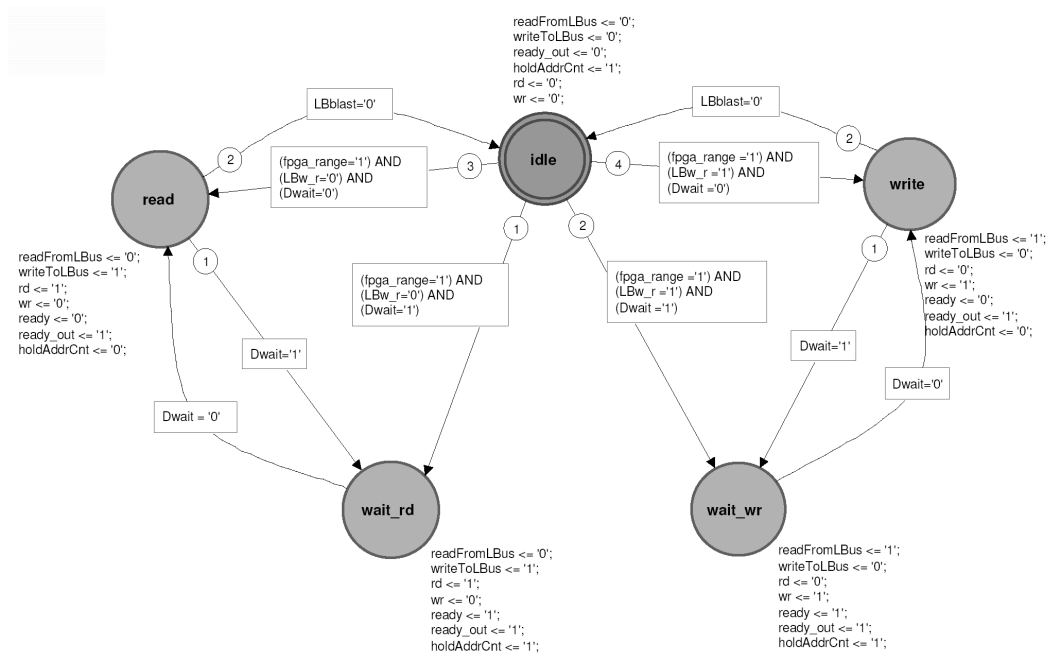 readFromLBus <= '0';
writeToLBus <= '0';
ready_out <= '0';
holdAddrCnt <= '1';
rd <= '0';
wr <= '0';
LBblast='0'
LBblast='0'
2
2
idle
(fpga_range='1') AND
(LBw_r='0') AND
(Dwait='0')
3
4
(fpga_range ='1') AND
(LBw_r ='1') AND
(Dwait ='0')
read
write
1
2
1
1
readFromLBus <= '0';
writeToLBus <= '1';
rd <= '1';
wr <= '0';
ready <= '0';
ready_out <= '1';
holdAddrCnt <= '0';
(fpga_range='1') AND
(LBw_r='0') AND
(Dwait='1')
(fpga_range ='1') AND
(LBw_r ='1') AND
(Dwait ='1')
readFromLBus <= '1';
writeToLBus <= '0';
rd <= '0';
wr <= '1';
ready <= '0';
ready_out <= '1';
holdAddrCnt <= '0';
Dwait='1'
Dwait='1'
Dwait = '0'
Dwait='0'
wait_rd
wait_wr
readFromLBus <= '0';
writeToLBus <= '1';
rd <= '1';
wr <= '0';
ready <= '1';
ready_out <= '1';
holdAddrCnt <= '1';
readFromLBus <= '1';
writeToLBus <= '0';
rd <= '0';
wr <= '1';
ready <= '1';
ready_out <= '1';
holdAddrCnt <= '1';